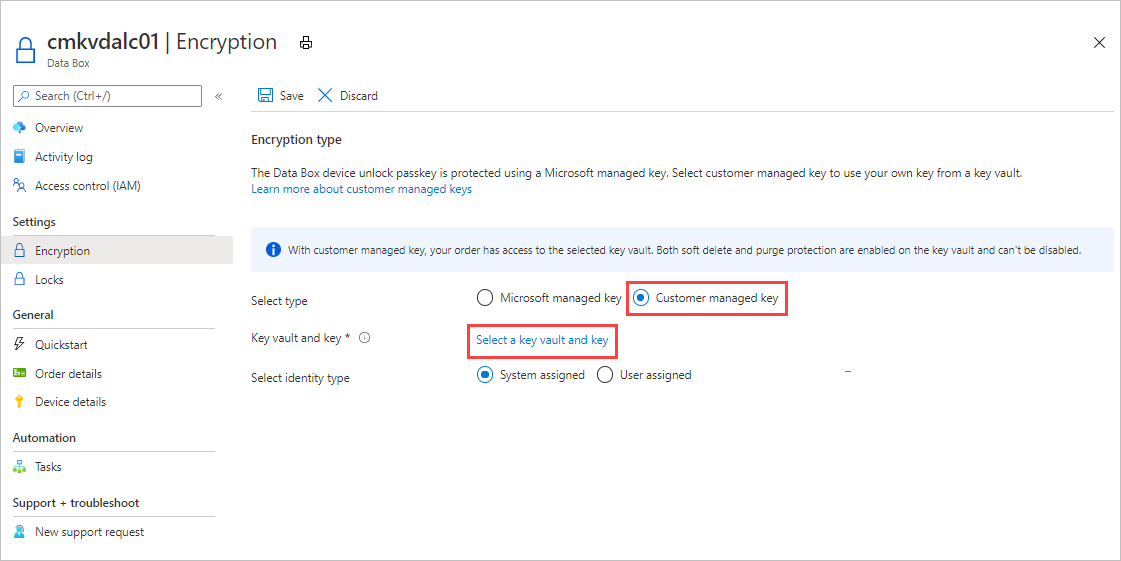 cmkvdalc01 | Encryption
Data Box
Search (Ctrl+/)
«
Save
Discard
Overview
Activity log
Access control (IAM)
Settings
Encryption
Locks
General
Quickstart
Order details
Device details
Automation
Tasks
Support + troubleshoot
New support request
Encryption type
The Data Box device unlock passkey is protected using a Microsoft managed key. Select customer managed key to use your own key from a key vault.
Learn more about customer managed keys
With customer managed key, your order has access to the selected key vault. Both soft delete and purge protection are enabled on the key vault and can't be disabled.
Select type
Microsoft managed key
Customer managed key
Key vault and key *
Select a key vault and key
Select identity type
System assigned
User assigned
–